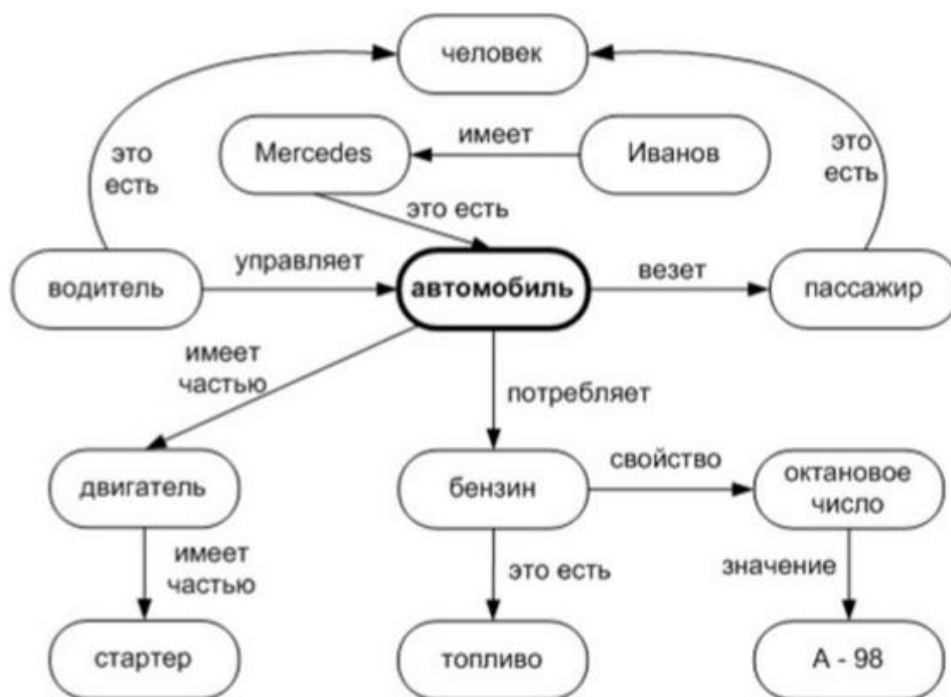 человек
это
есть
Mercedes
имеет
Иванов
это
есть
это есть
водитель
управляет
автомобиль
везет
пассажир
имеет
частью
потребляет
двигатель
бензин
свойство
октановое
число
имеет
частью
это есть
значение
стартер
топливо
А - 98